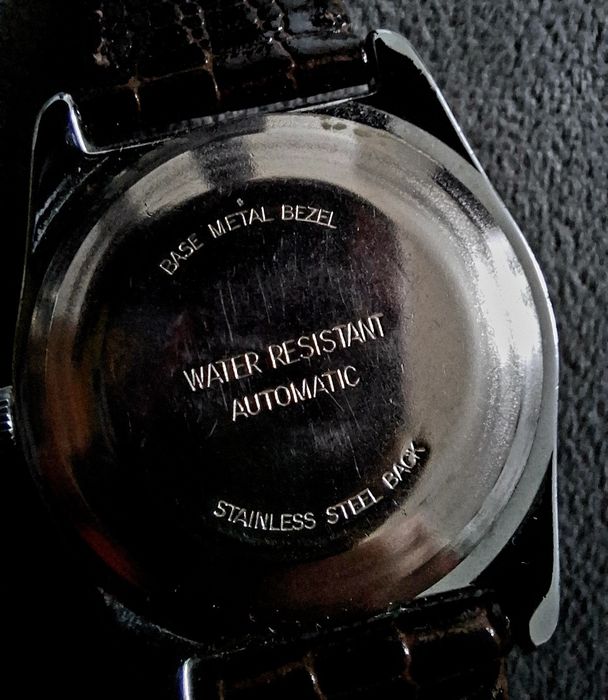 BASE METAL BEZEL
WATER RESISTANT
AUTOMATIC
STAINLESS STEEL BACK